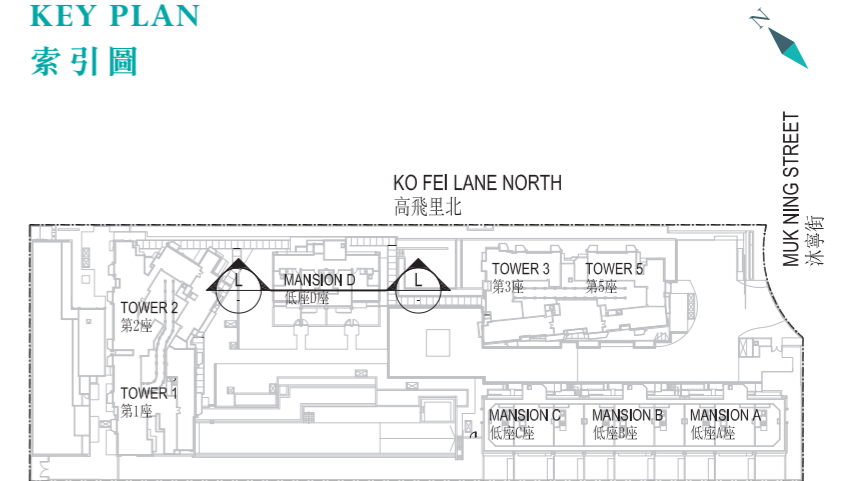 KEY PLAN
索引圖
N
MUK NING STREET
沐寧街
KO FEI LANE NORTH
高飛里北
TOWER 2
第2座
L
-
MANSION D
低座D座
L
-
TOWER 3
第3座
TOWER 5
第5座
TOWER 1
第1座
MANSION C
低座C座
MANSION B
低座B座
MANSION A
低座A座